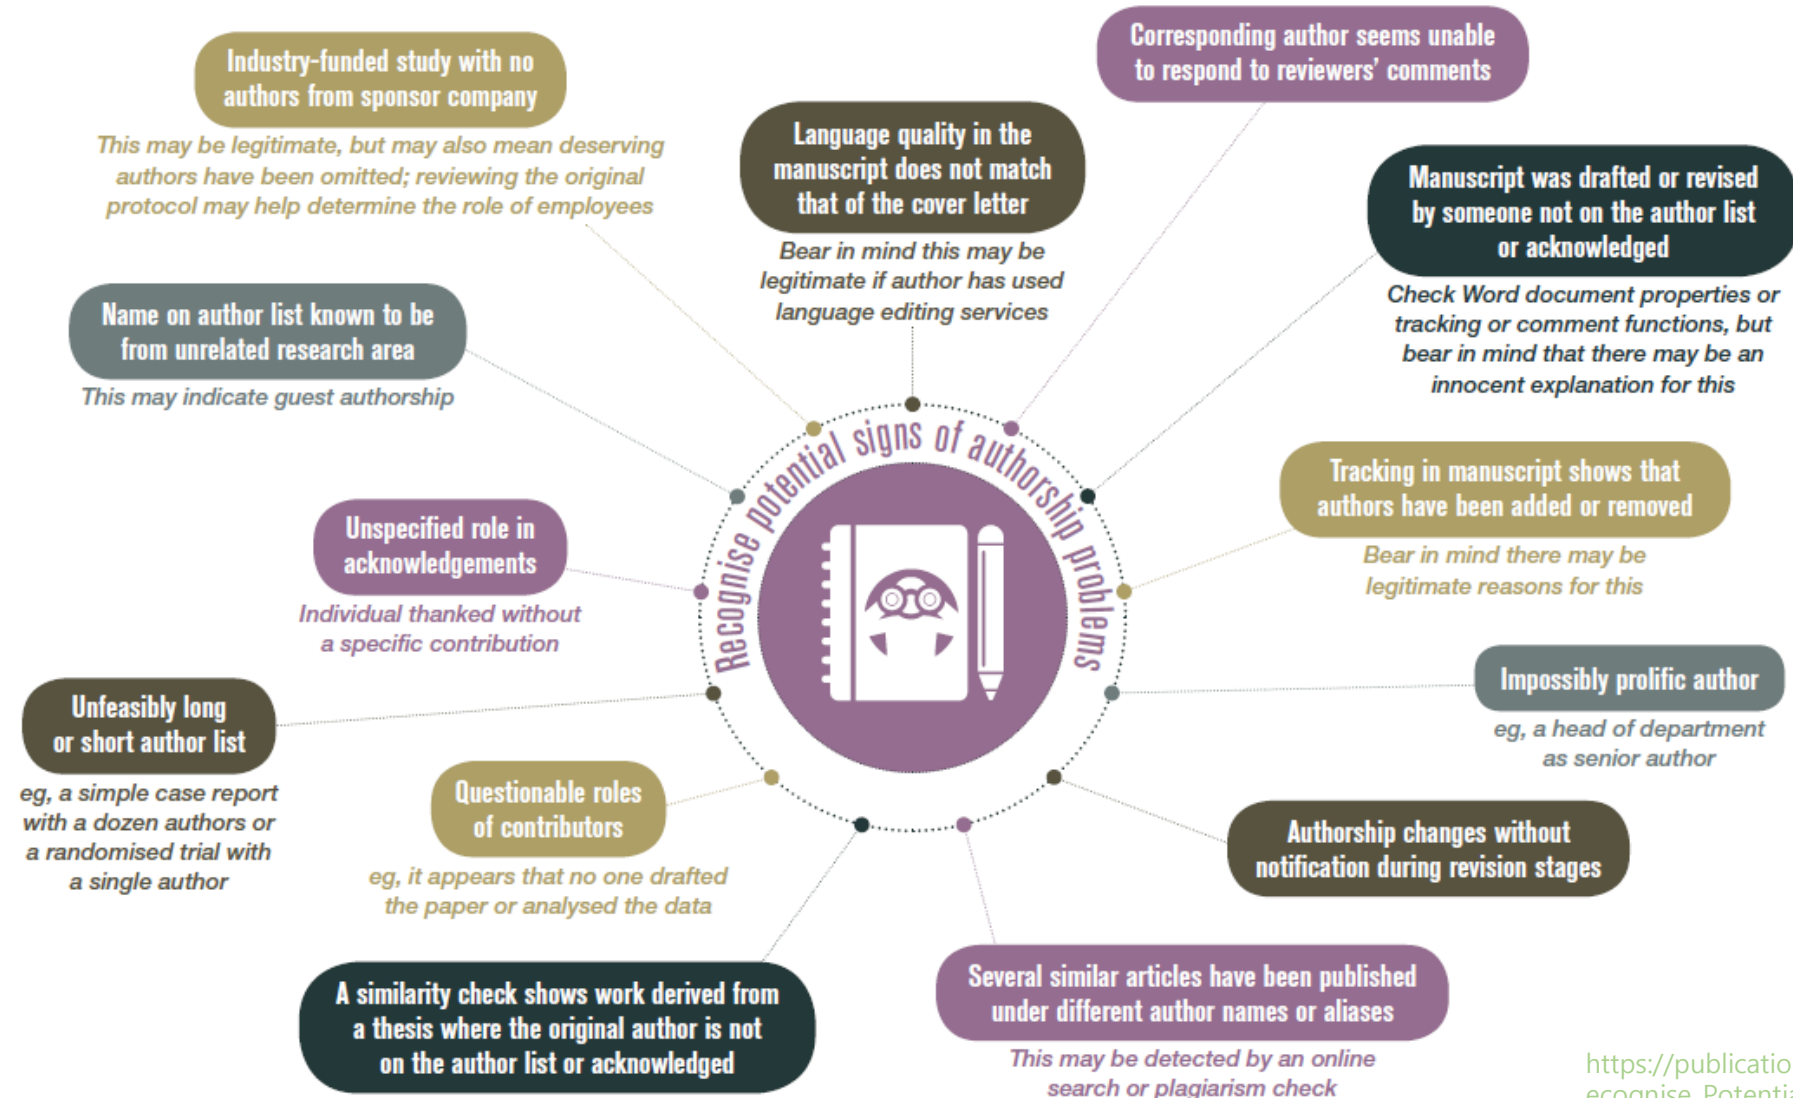 Industry-funded study with no
authors from sponsor company
This may be legitimate, but may also mean deserving
authors have been omitted; reviewing the original
protocol may help determine the role of employees
Language quality in the
manuscript does not match
that of the cover letter
Bear in mind this may be
legitimate if author has used
language editing services
Corresponding author seems unable
to respond to reviewers' comments
Manuscript was drafted or revised
by someone not on the author list
or acknowledged
Check Word document properties or
tracking or comment functions, but
bear in mind that there may be an
innocent explanation for this
Name on author list known to be
from unrelated research area
This may indicate guest authorship
Recognise potential signs of authorship problems
Tracking in manuscript shows that
authors have been added or removed
Bear in mind there may be
legitimate reasons for this
Unspecified role in
acknowledgements
Individual thanked without
a specific contribution
Impossibly prolific author
eg, a head of department
as senior author
Unfeasibly long
or short author list
eg, a simple case report
with a dozen authors or
a randomised trial with
a single author
Questionable roles
of contributors
eg, it appears that no one drafted
the paper or analysed the data
Authorship changes without
notification during revision stages
A similarity check shows work derived from
a thesis where the original author is not
on the author list or acknowledged
Several similar articles have been published
under different author names or aliases
This may be detected by an online
search or plagiarism check
https://publicatio
ecognise_Potentia